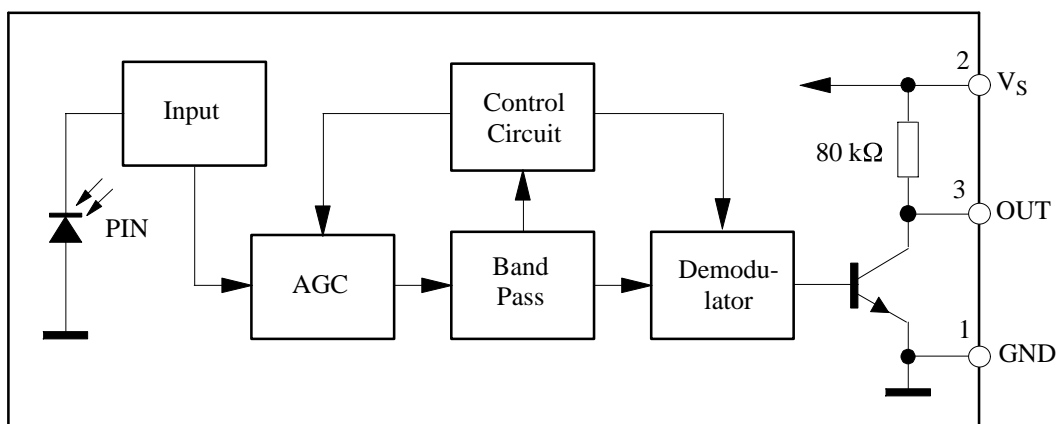 Input
PIN
AGC
Control
Circuit
Band
Pass
Demodu-
lator
80 kΩ
2
V_S
3
OUT
1
GND